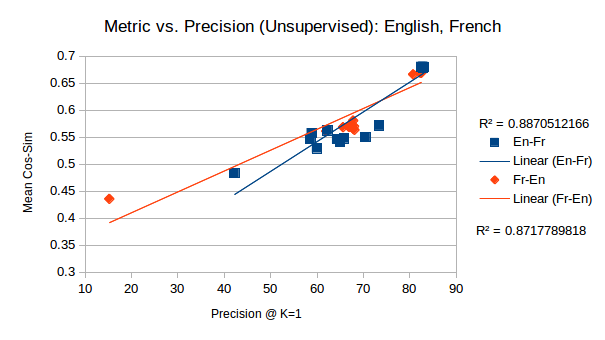 Metric vs. Precision (Unsupervised): English, French
0.7
0.65
0.6
0.55
0.5
0.45
0.4
0.35
0.3
Mean Cos-Sim
10 20 30 40 50 60 70 80 90
Precision @ K=1
R² = 0.8870512166
En-Fr
Linear (En-Fr)
Fr-En
Linear (Fr-En)
R² = 0.8717789818